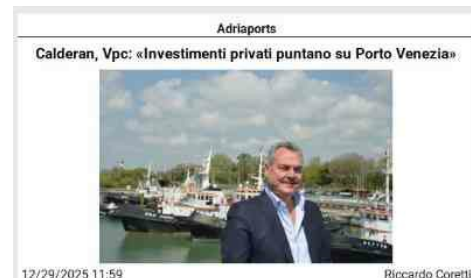 Adriaports
Calderan, Vpc: «Investimenti privati puntano su Porto Venezia»
12/29/2025 11:59
Riccardo Coretti